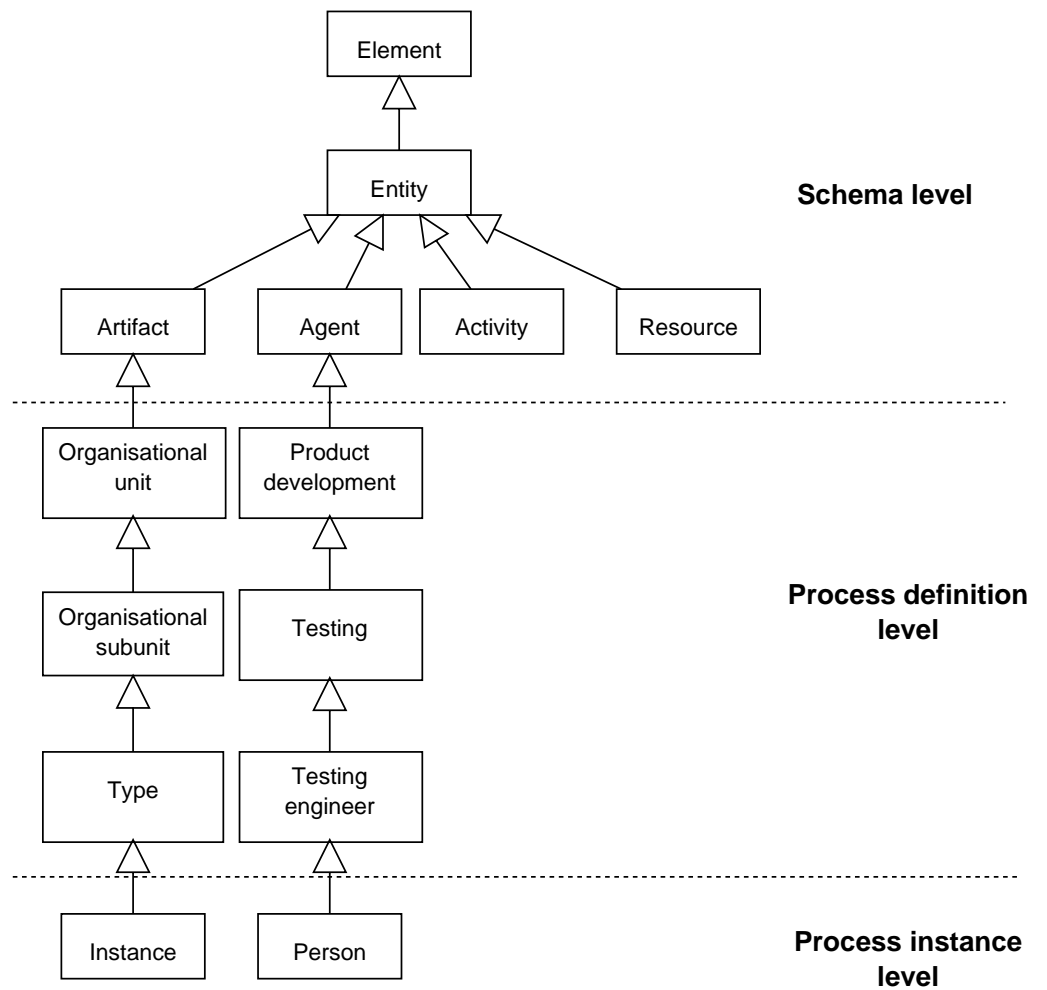 Element
Entity
Schema level
Artifact
Agent
Activity
Resource
Organisational
unit
Product
development
Organisational
subunit
Testing
Process definition
level
Type
Testing
engineer
Instance
Person
Process instance
level